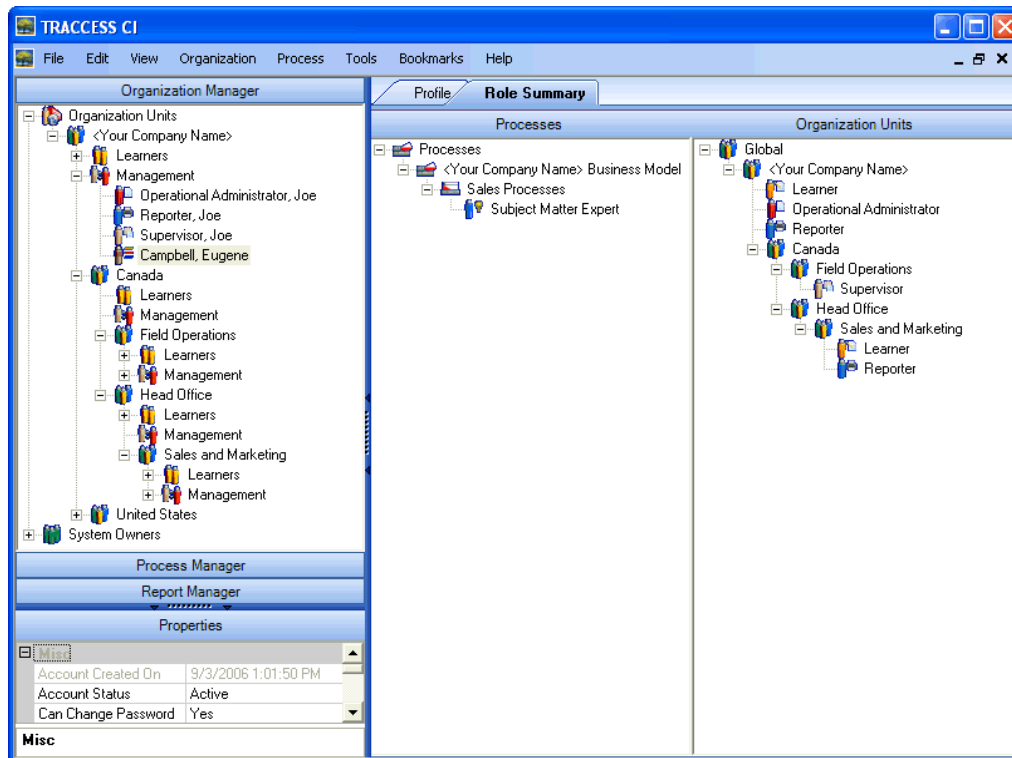 TRACCESS CI
File Edit View Organization Process Tools Bookmarks Help
Organization Manager
Organization Units
<Your Company Name>
Learners
Management
Operational Administrator, Joe
Reporter, Joe
Supervisor, Joe
Campbell, Eugene
Canada
Learners
Management
Field Operations
Learners
Management
Head Office
Learners
Management
Sales and Marketing
Learners
Management
United States
System Owners
Process Manager
Report Manager
Properties
Misc
Account Created On 9/3/2006 1:01:50 PM
Account Status Active
Can Change Password Yes
Misc
Profile Role Summary
Processes
Processes
<Your Company Name> Business Model
Sales Processes
Subject Matter Expert
Organization Units
Global
<Your Company Name>
Learner
Operational Administrator
Reporter
Canada
Field Operations
Supervisor
Head Office
Sales and Marketing
Learner
Reporter